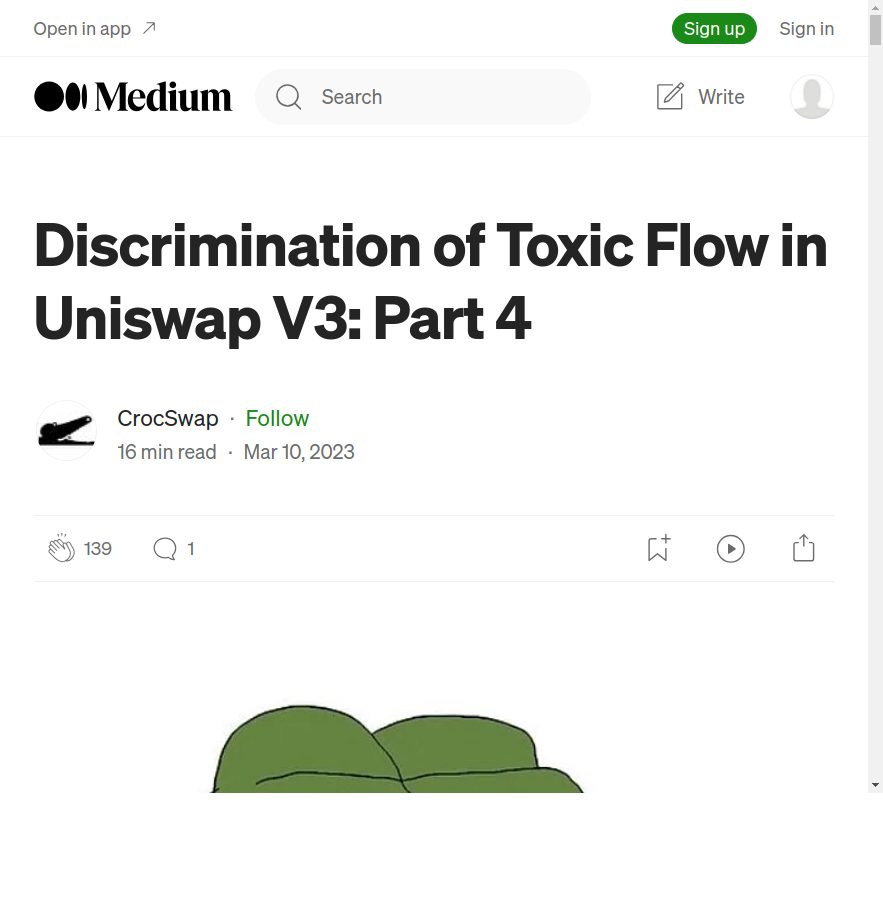 Open in app
Sign up
Sign in
Medium
Search
Write
Discrimination of Toxic Flow in
Uniswap V3: Part 4
CrocSwap · Follow
16 min read · Mar 10, 2023
139
1